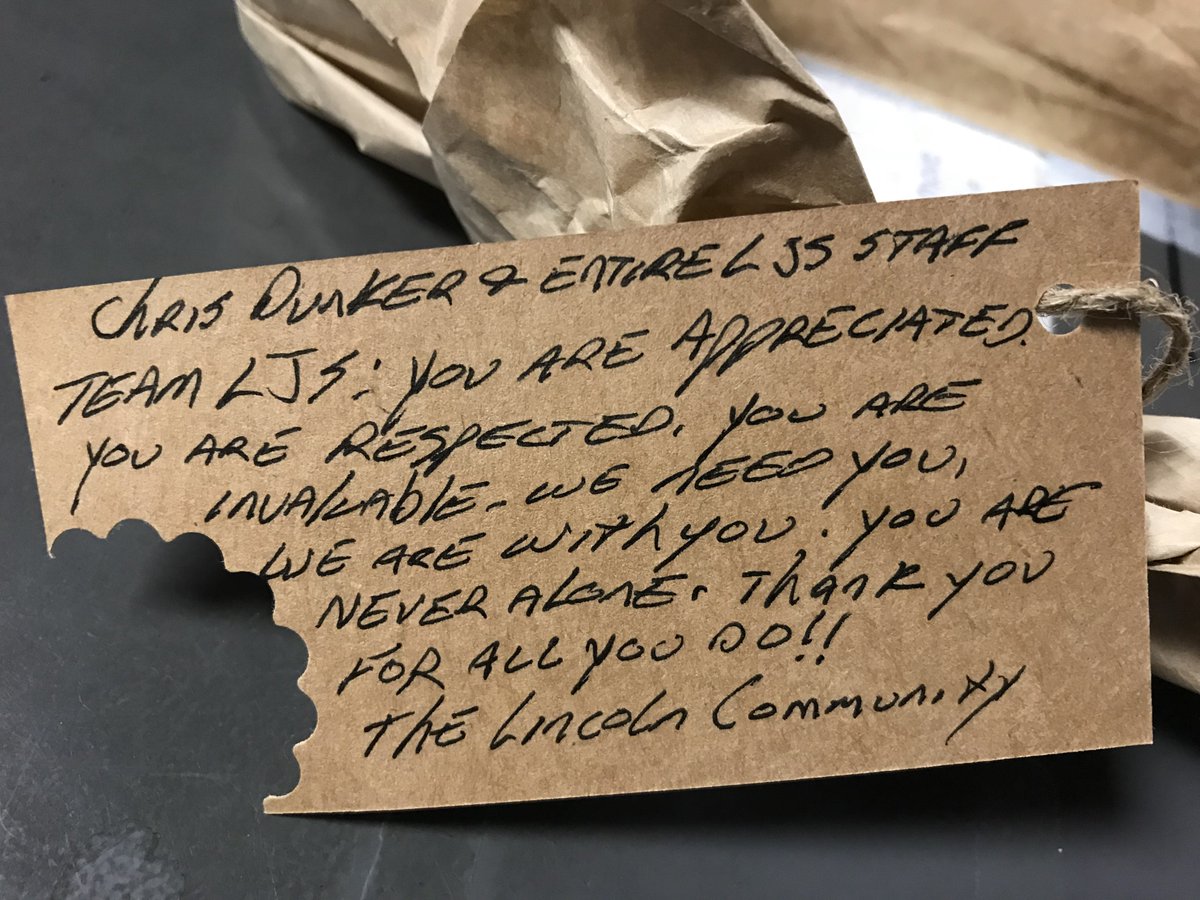 Chris Dunker & ENTIRE LJS STAFF
TEAM LJS: YOU ARE APPRECIATED.
YOU ARE RESPECTED. YOU ARE
INVALUABLE. WE NEED YOU,
WE ARE WITH YOU. YOU ARE
NEVER ALONE. Thank YOU
FOR ALL YOU DO!!
The Lincoln Community